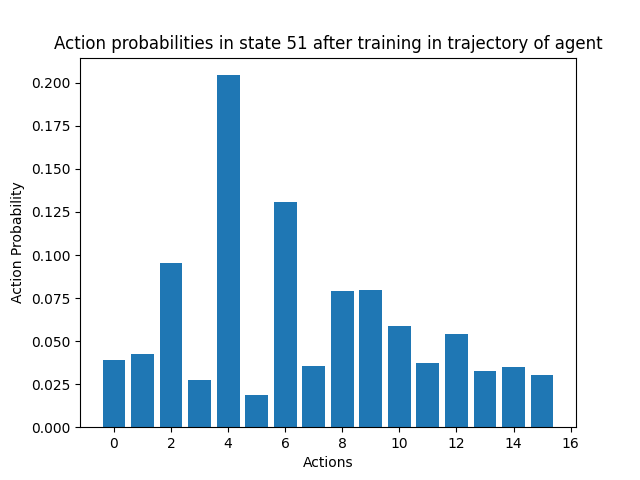 Action probabilities in state 51 after training in trajectory of agent
0.200
0.175
0.150
0.125
0.100
0.075
0.050
0.025
0.000
Action Probability
0 2 4 6 8 10 12 14 16
Actions